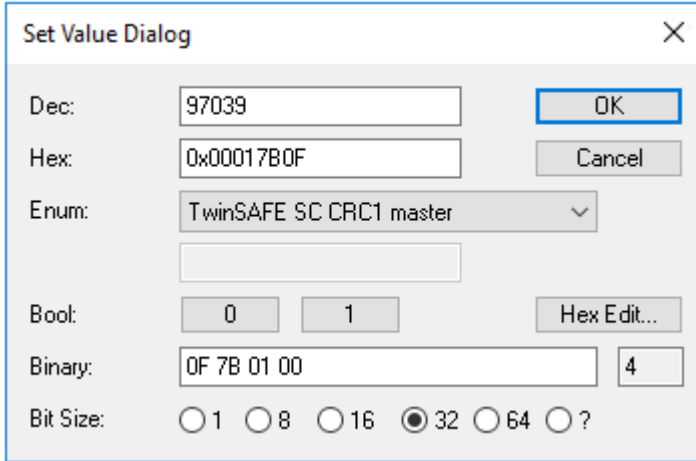 Set Value Dialog
Dec: 97039 OK
Hex: 0x00017B0F Cancel
Enum: TwinSAFE SC CRC1 master
Bool: 0 1 Hex Edit...
Binary: 0F 7B 01 00 4
Bit Size: 1 8 16 32 64 ?